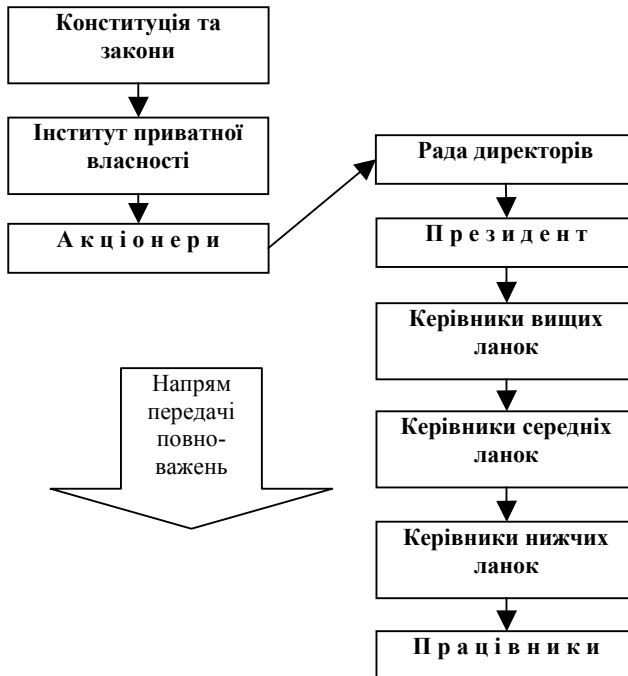 Конституція та
закони
Інститут приватної
власності
А к ц і о н е р и
Рада директорів
П р е з и д е н т
Керівники вищих
ланок
Керівники середніх
ланок
Керівники нижчих
ланок
П р а ц і в н и к и
Напрям
передачі
повно-
важень